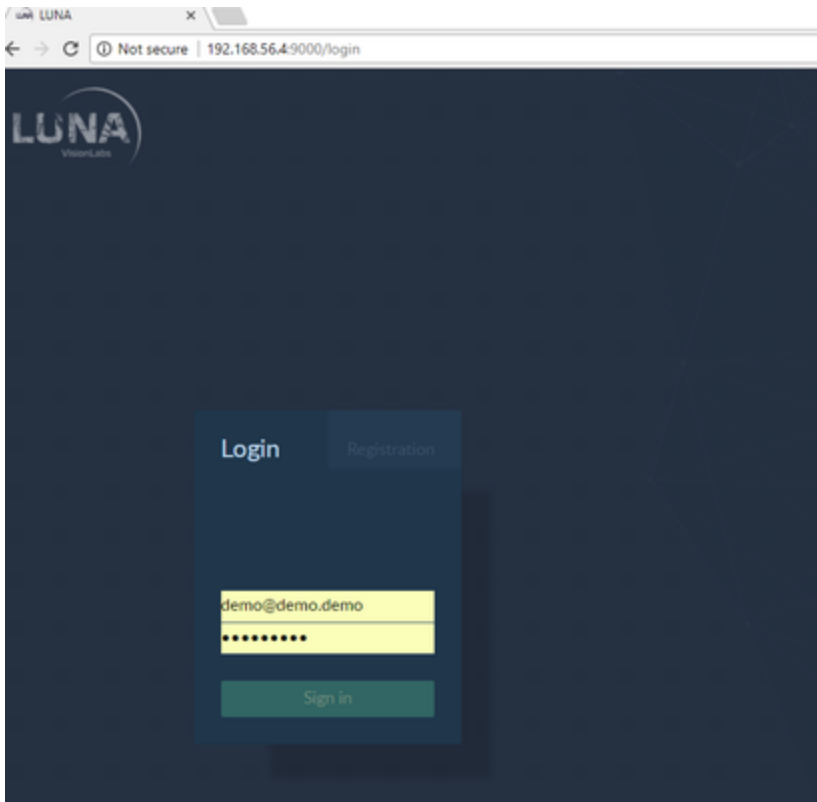 LUNA
Not secure | 192.168.56.4:9000/login
LUNA
VisionLabs
Login
Registration
demo@demo.demo
•••••••••
Sign in